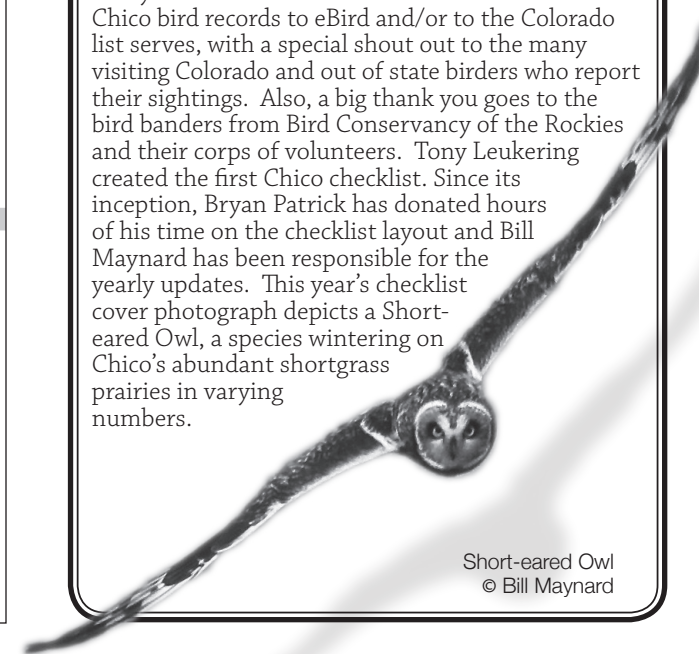 Chico bird records to eBird and/or to the Colorado
list serves, with a special shout out to the many
visiting Colorado and out of state birders who report
their sightings.  Also, a big thank you goes to the
bird banders from Bird Conservancy of the Rockies
and their corps of volunteers.  Tony Leukering
created the first Chico checklist. Since its
inception, Bryan Patrick has donated hours
of his time on the checklist layout and Bill
Maynard has been responsible for the
yearly updates.  This year’s checklist
cover photograph depicts a Short-
eared Owl, a species wintering on
Chico’s abundant shortgrass
prairies in varying
numbers.
Short-eared Owl
© Bill Maynard